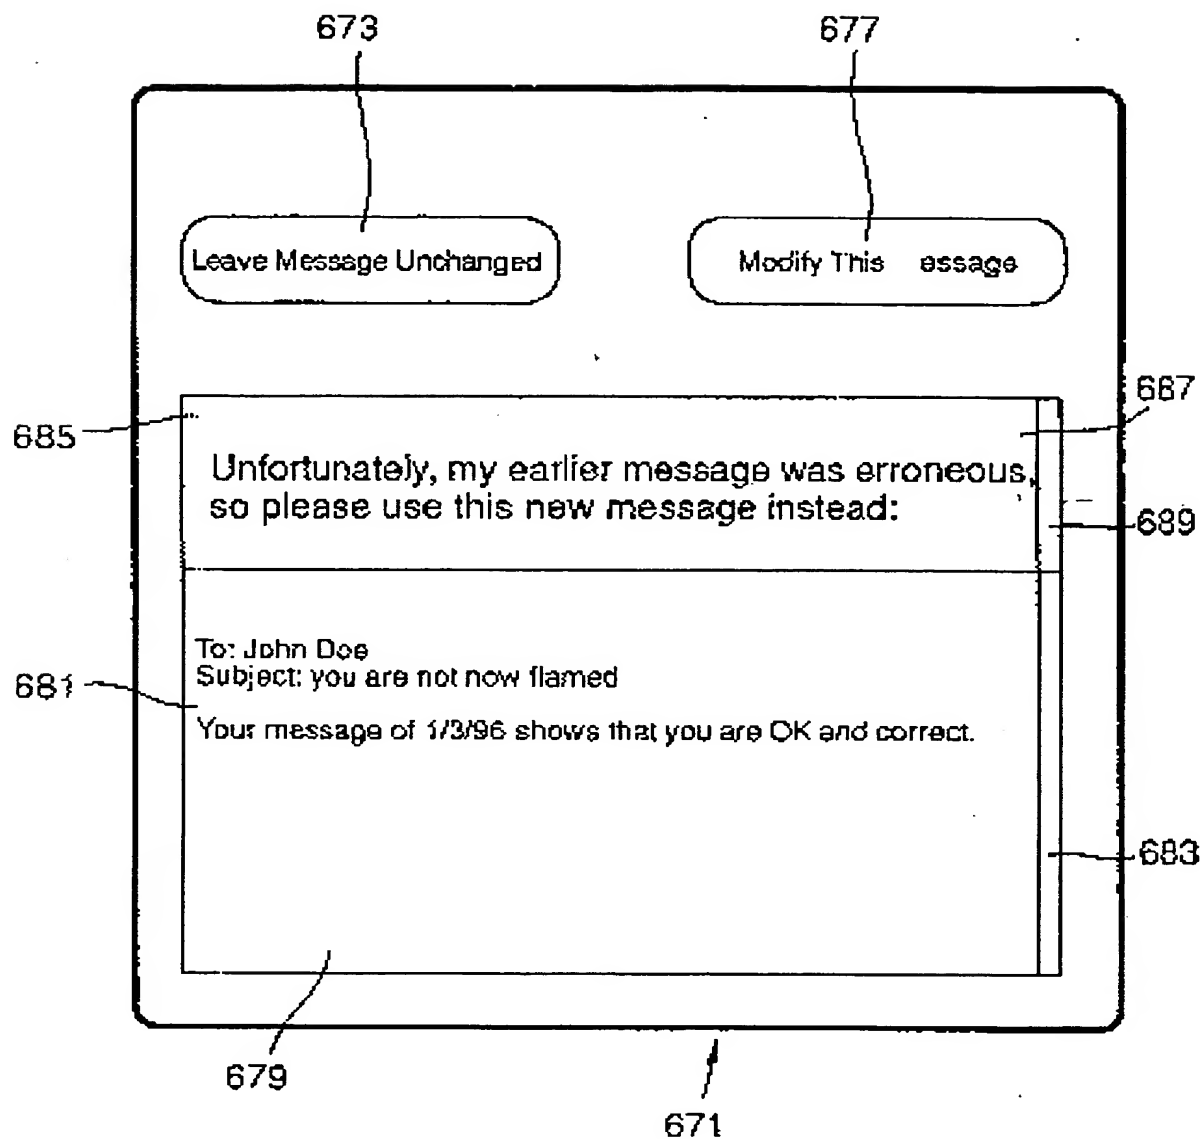 673
677
Leave Message Unchanged
Modify This essage
687
685
Unfortunately, my earlier message was erroneous,
so please use this new message instead:
689
To: John Doe
Subject: you are not now flamed
681
Your message of 1/3/96 shows that you are OK and correct.
683
679
671